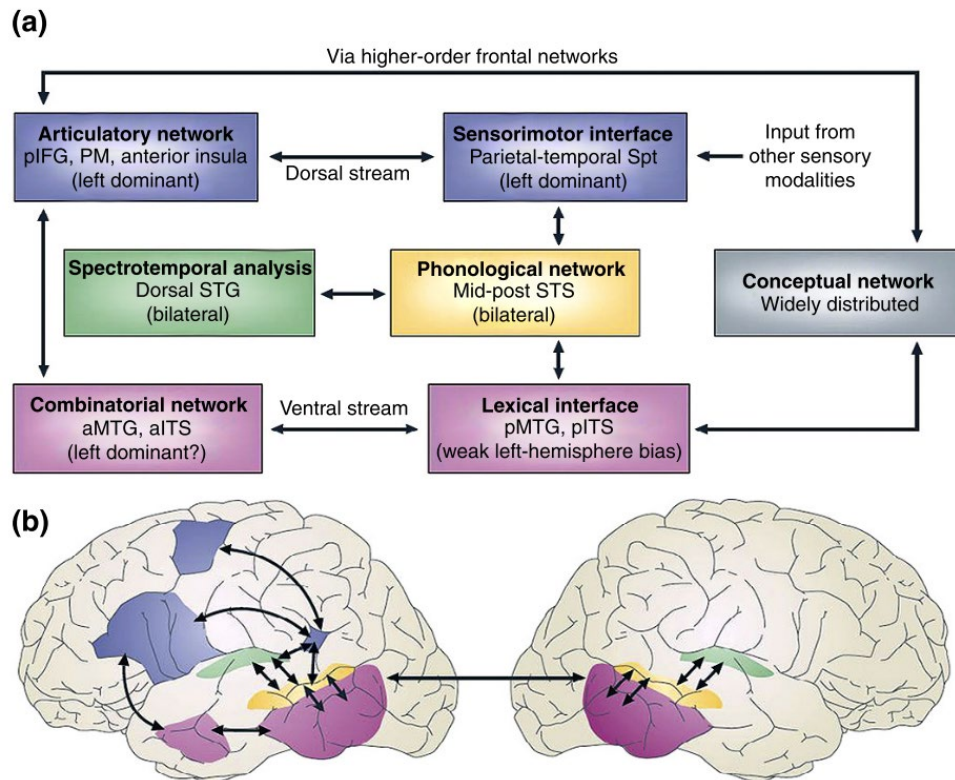 (a)
Via higher-order frontal networks
Articulatory network
pIFG, PM, anterior insula
(left dominant)
Dorsal stream
Sensorimotor interface
Parietal-temporal Spt
(left dominant)
Input from
other sensory
modalities
Spectrotemporal analysis
Dorsal STG
(bilateral)
Phonological network
Mid-post STS
(bilateral)
Conceptual network
Widely distributed
Combinatorial network
aMTG, aITS
(left dominant?)
Ventral stream
Lexical interface
pMTG, pITS
(weak left-hemisphere bias)
(b)